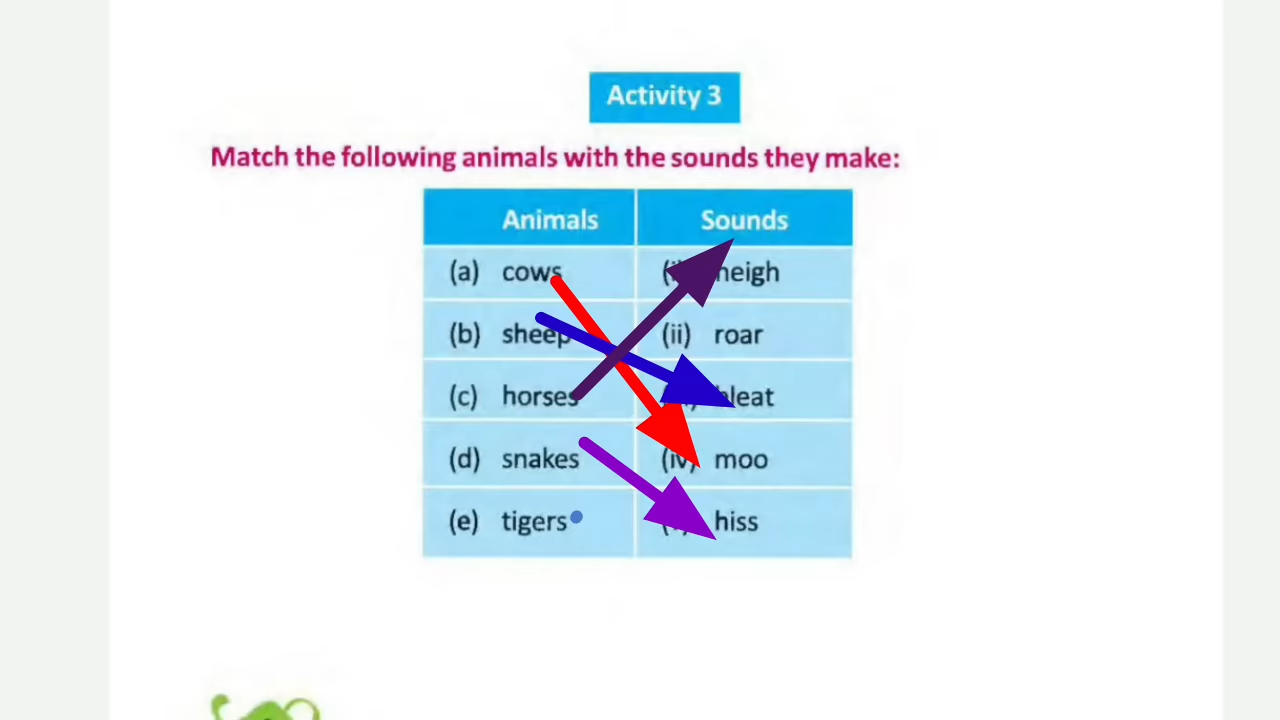 Activity 3
Match the following animals with the sounds they make:
Animals Sounds
(a) cows neigh
(b) sheep (ii) roar
(c) horses bleat
(d) snakes (iv) moo
(e) tigers hiss